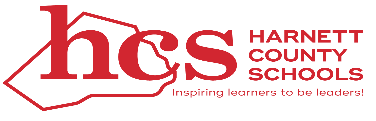 hcs
HARNETT
COUNTY
SCHOOLS
Inspiring learners to be leaders!